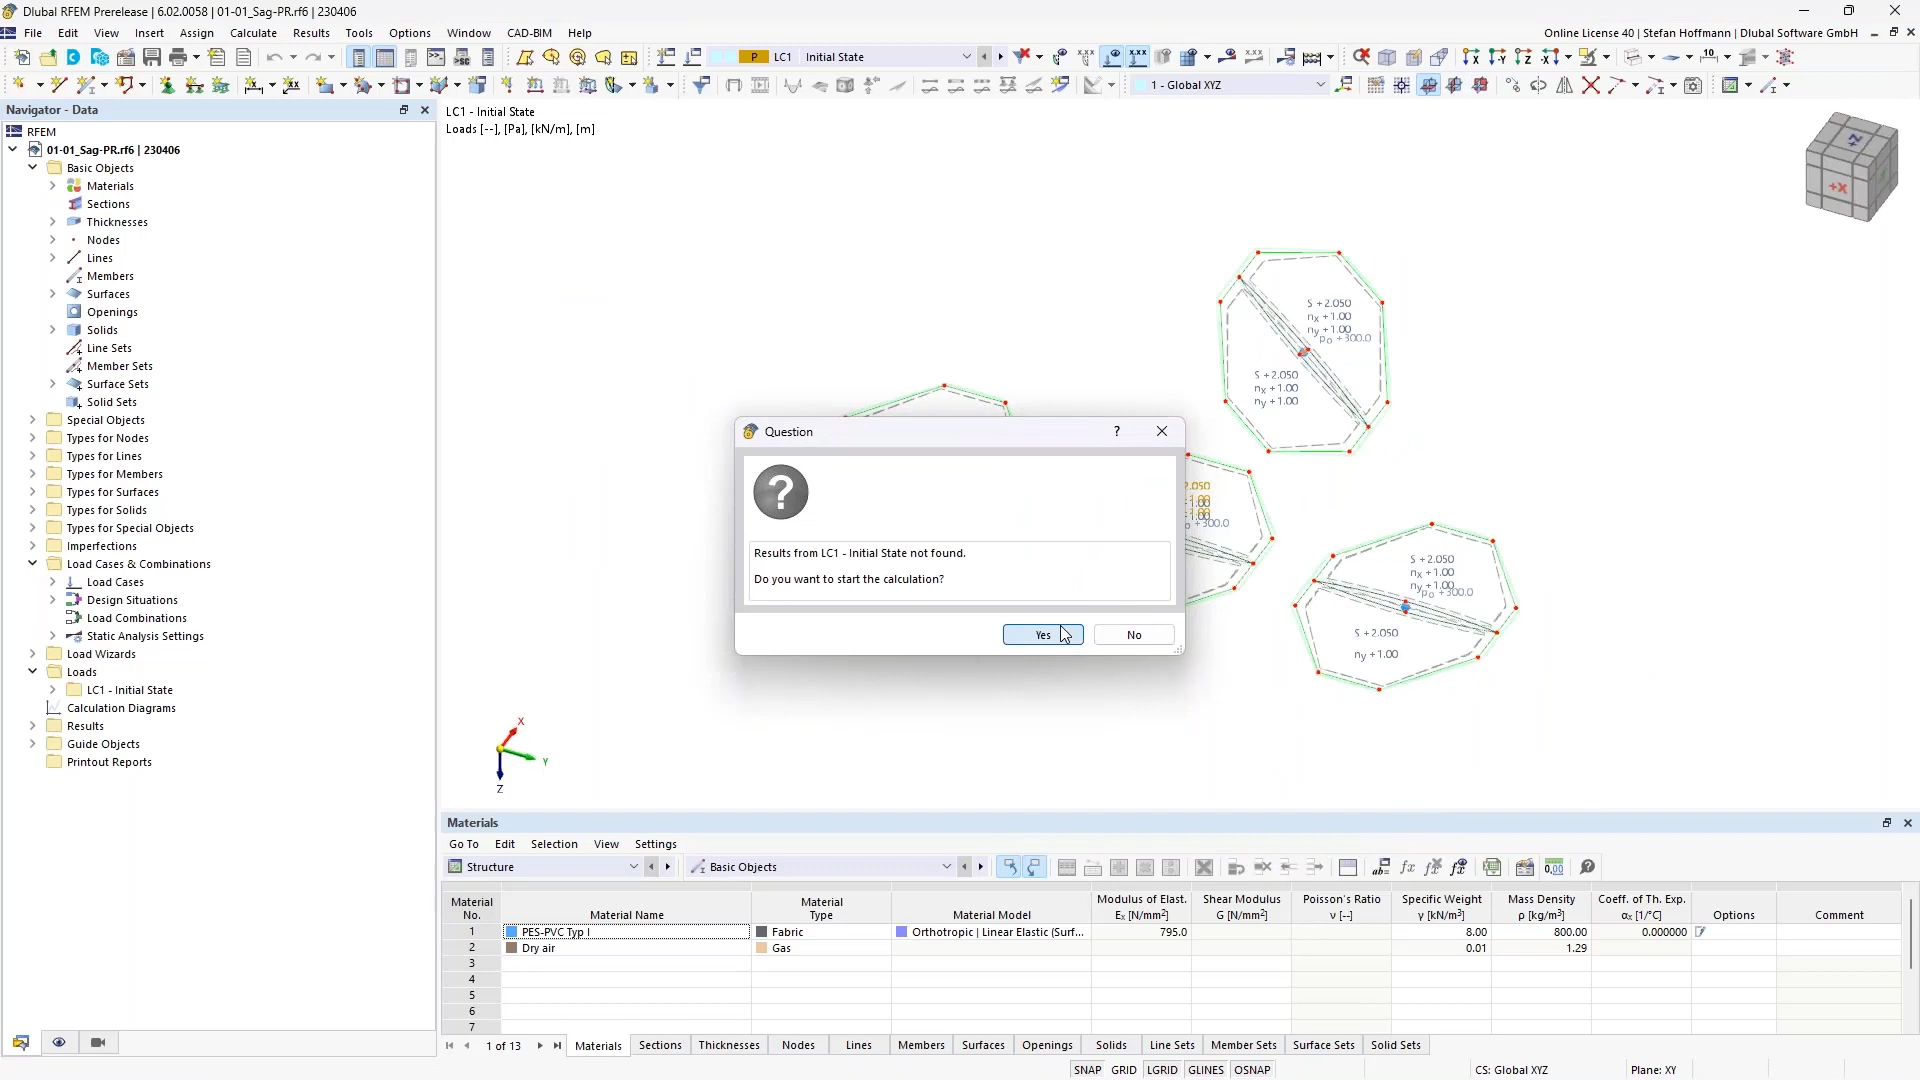 Dlubal RFEM Prerelease | 6.02.0058 | 01-01_Sag-PR.rf6 | 230406
File Edit View Insert Assign Calculate Results Tools Options Window CAD-BIM Help
Online License 40 | Stefan Hoffmann | Dlubal Software GmbH
P LC1 Initial State
1 - Global XYZ
Navigator - Data
RFEM
01-01_Sag-PR.rf6 | 230406
Basic Objects
Materials
Sections
Thicknesses
Nodes
Lines
Members
Surfaces
Openings
Solids
Line Sets
Member Sets
Surface Sets
Solid Sets
Special Objects
Types for Nodes
Types for Lines
Types for Members
Types for Surfaces
Types for Solids
Types for Special Objects
Imperfections
Load Cases & Combinations
Load Cases
Design Situations
Load Combinations
Static Analysis Settings
Load Wizards
Loads
LC1 - Initial State
Calculation Diagrams
Results
Guide Objects
Printout Reports
LC1 - Initial State
Loads [--], [Pa], [kN/m], [m]
+Z
+X
S +2.050
nx +1.00
ny +1.00
po +300.0
S +2.050
nx +1.00
ny +1.00
+300.0
S +2.050
nx +1.00
ny +1.00
po +300.0
S +2.050
ny +1.00
X
Y
Z
Question
?
Results from LC1 - Initial State not found.
Do you want to start the calculation?
Yes No
Materials
Go To Edit Selection View Settings
Structure Basic Objects
Material No. Material Name Material Type Material Model Modulus of Elast. Ex [N/mm²] Shear Modulus G [N/mm²] Poisson's Ratio ν [--] Specific Weight γ [kN/m³] Mass Density ρ [kg/m³] Coeff. of Th. Exp. αx [1/°C] Options Comment
1 PES-PVC Typ I Fabric Orthotropic | Linear Elastic (Surf... 795.0 8.00 800.00 0.000000
2 Dry air Gas 0.01 1.29
3
4
5
6
7
1 of 13 Materials Sections Thicknesses Nodes Lines Members Surfaces Openings Solids Line Sets Member Sets Surface Sets Solid Sets
SNAP GRID LGRID GLINES OSNAP CS: Global XYZ Plane: XY